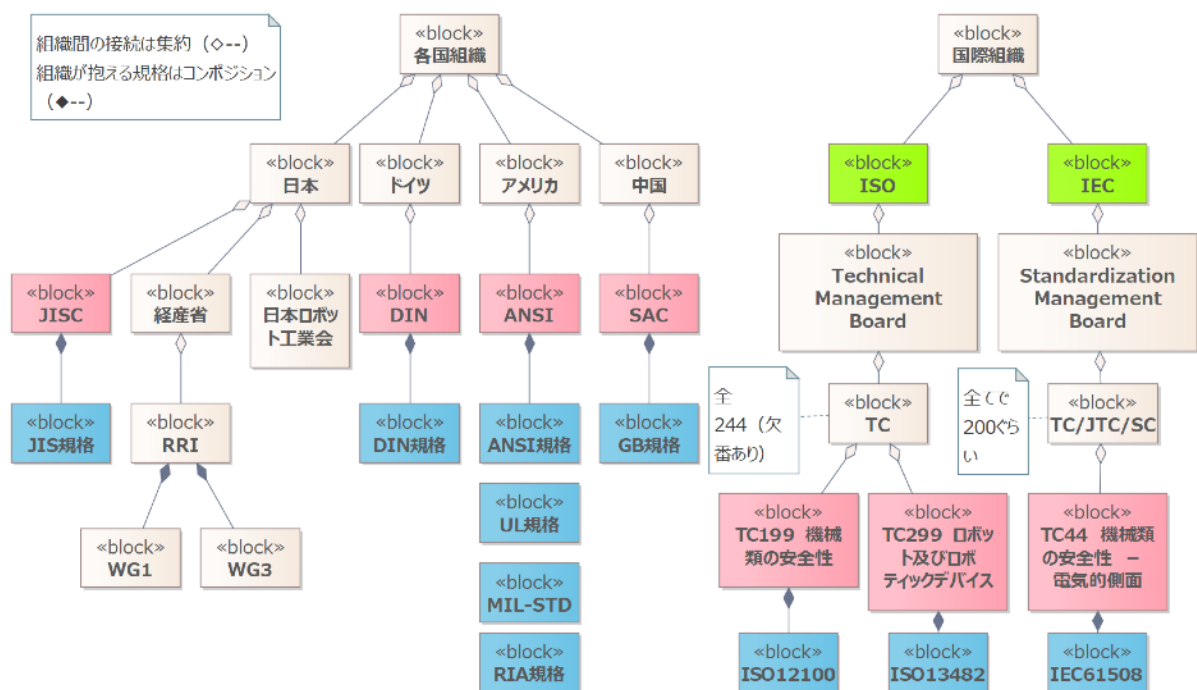 組織間の接続は集約（◇--）
組織が抱える規格はコンポジション
（◆--）
«block»
各国組織
«block»
国際組織
«block»
日本
«block»
ドイツ
«block»
アメリカ
«block»
中国
«block»
ISO
«block»
IEC
«block»
JISC
«block»
経産省
«block»
日本ロボッ
ト工業会
«block»
DIN
«block»
ANSI
«block»
SAC
«block»
Technical
Management
Board
«block»
Standardization
Management
Board
«block»
JIS規格
«block»
RRI
«block»
DIN規格
«block»
ANSI規格
«block»
GB規格
全
244（欠
番あり）
«block»
TC
全てで
200ぐら
い
«block»
TC/JTC/SC
«block»
WG1
«block»
WG3
«block»
UL規格
«block»
MIL-STD
«block»
RIA規格
«block»
TC199 機械
類の安全性
«block»
TC299 ロボッ
ト及びロボ
ティックデバイス
«block»
TC44 機械類
の安全性 －
電気的側面
«block»
ISO12100
«block»
ISO13482
«block»
IEC61508